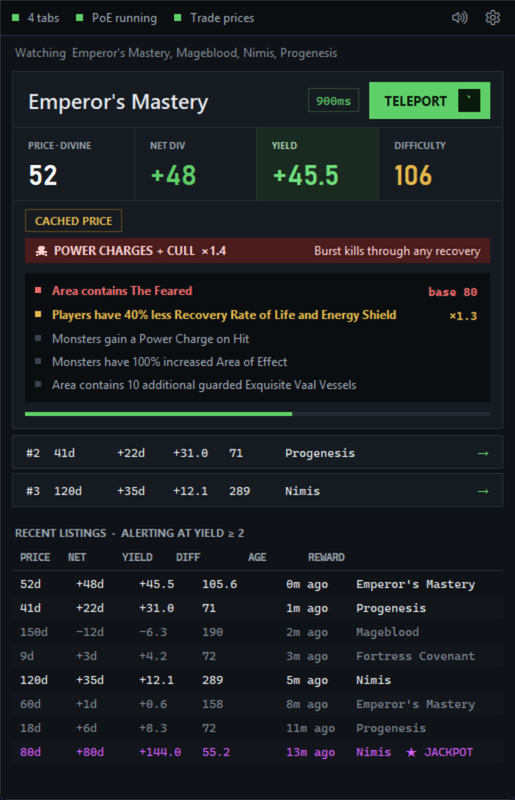 4 tabs PoE running Trade prices
Watching Emperor's Mastery, Mageblood, Nimis, Progenesis
Emperor's Mastery 900ms TELEPORT `
PRICE · DIVINE NET DIV YIELD DIFFICULTY
52 +48 +45.5 106
CACHED PRICE
POWER CHARGES + CULL ×1.4 Burst kills through any recovery
Area contains The Feared base 80
Players have 40% less Recovery Rate of Life and Energy Shield ×1.3
Monsters gain a Power Charge on Hit
Monsters have 100% increased Area of Effect
Area contains 10 additional guarded Exquisite Vaal Vessels
#2 41d +22d +31.0 71 Progenesis →
#3 120d +35d +12.1 289 Nimis →
RECENT LISTINGS · ALERTING AT YIELD ≥ 2
PRICE NET YIELD DIFF AGE REWARD
52d +48d +45.5 105.6 0m ago Emperor's Mastery
41d +22d +31.0 71 1m ago Progenesis
150d −12d −6.3 190 2m ago Mageblood
9d +3d +4.2 72 3m ago Fortress Covenant
120d +35d +12.1 289 5m ago Nimis
60d +1d +0.6 158 8m ago Emperor's Mastery
18d +6d +8.3 72 11m ago Progenesis
80d +80d +144.0 55.2 13m ago Nimis ★ JACKPOT